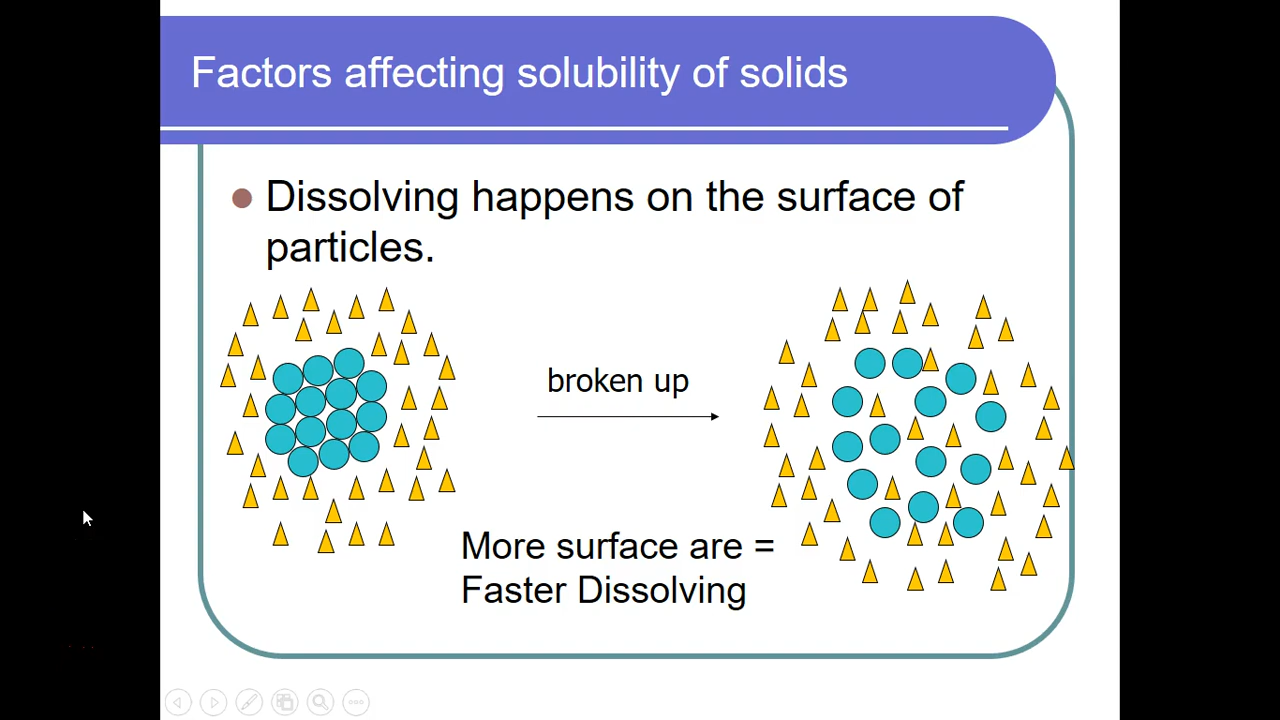 Factors affecting solubility of solids
Dissolving happens on the surface of
particles.
broken up
More surface are =
Faster Dissolving